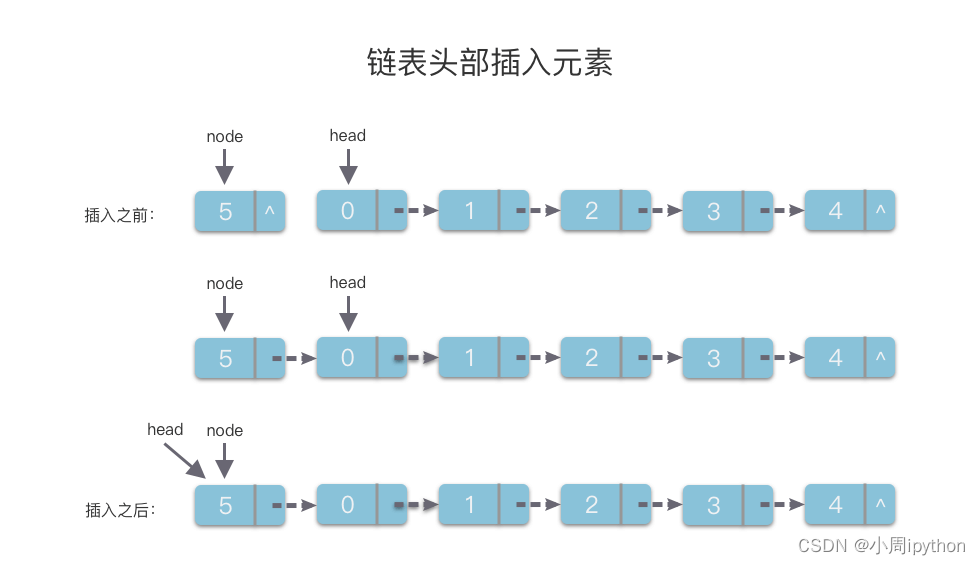 链表头部插入元素
node head
插入之前： 5 ^ 0 1 2 3 4 ^
node head
5 0 1 2 3 4 ^
head node
插入之后： 5 0 1 2 3 4 ^
CSDN @小周ipython